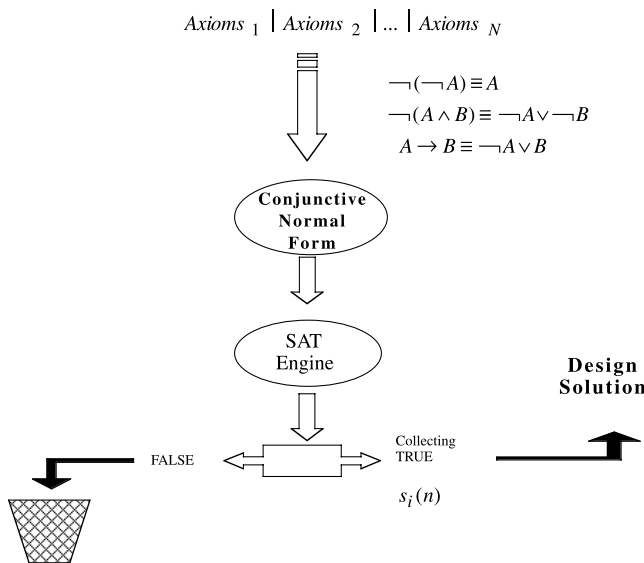 Axioms 1 | Axioms 2 | ... | Axioms N
¬(¬A) ≡ A
¬(A ∧ B) ≡ ¬A ∨ ¬B
A → B ≡ ¬A ∨ B
Conjunctive
Normal
Form
SAT
Engine
Design
Solution
FALSE
Collecting
TRUE
s_i(n)